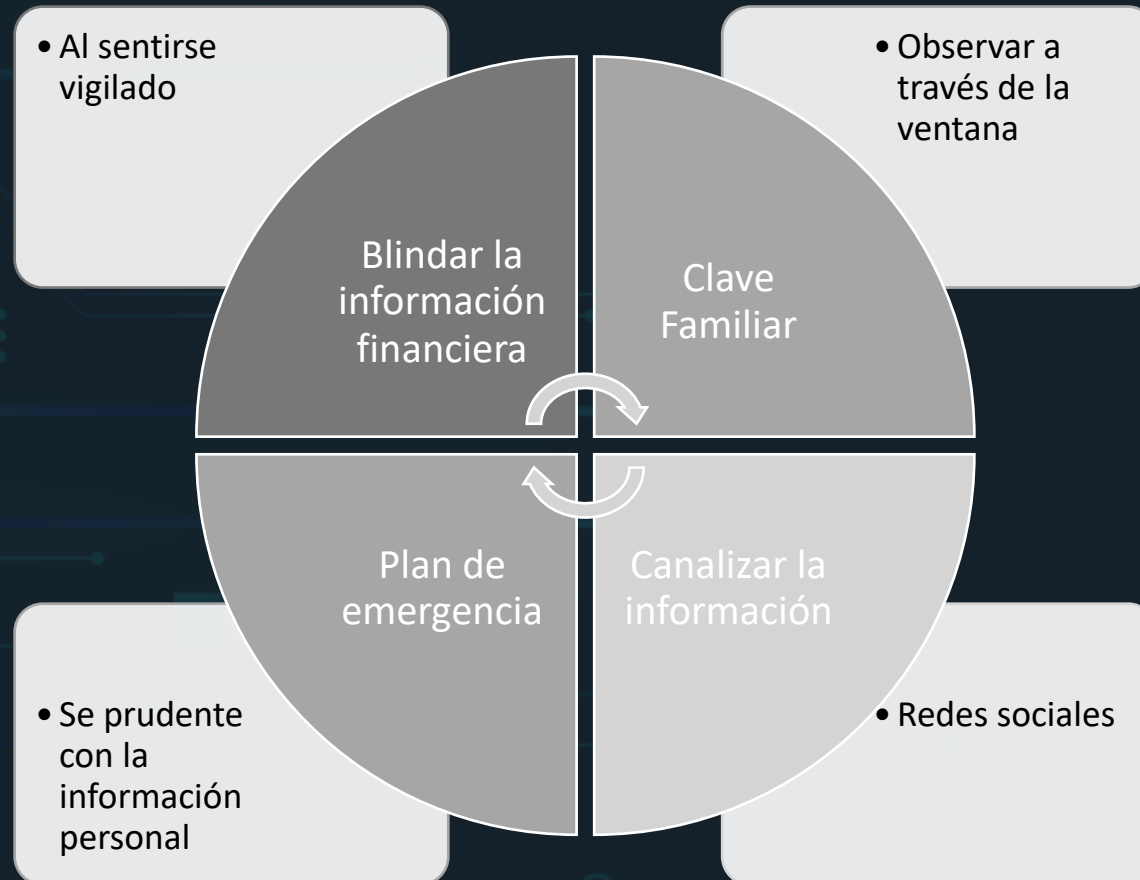 • Al sentirse
vigilado
• Observar a
través de la
ventana
Blindar la
información
financiera
Clave
Familiar
Plan de
emergencia
Canalizar la
información
• Se prudente
con la
información
personal
• Redes sociales